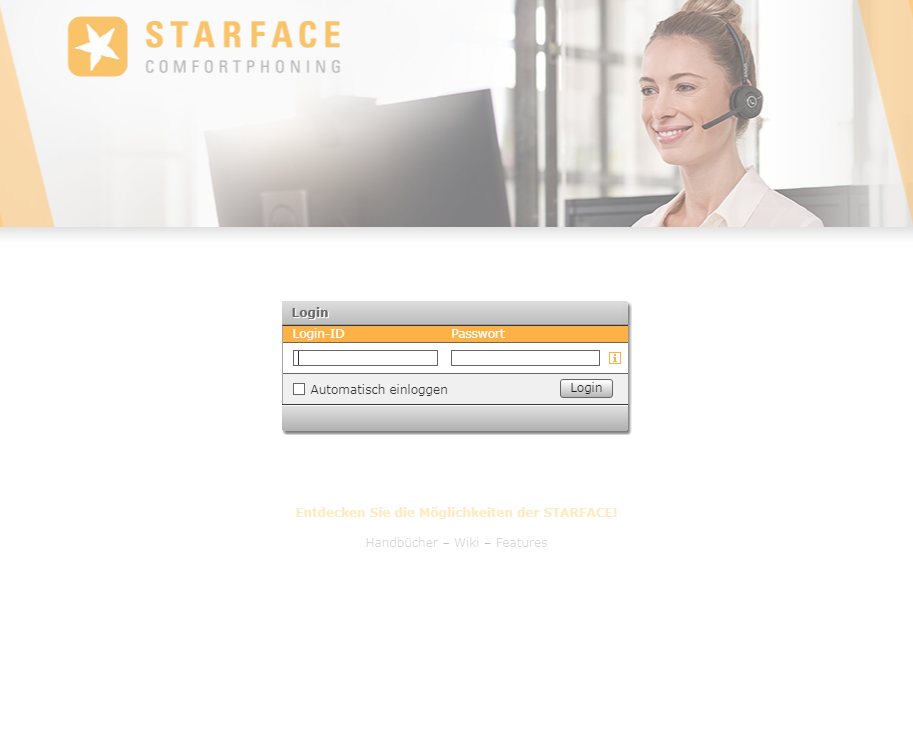 STARFACE
COMFORTPHONING
Login
Login-ID Passwort
Automatisch einloggen Login
Entdecken Sie die Möglichkeiten der STARFACE!
Handbücher – Wiki – Features